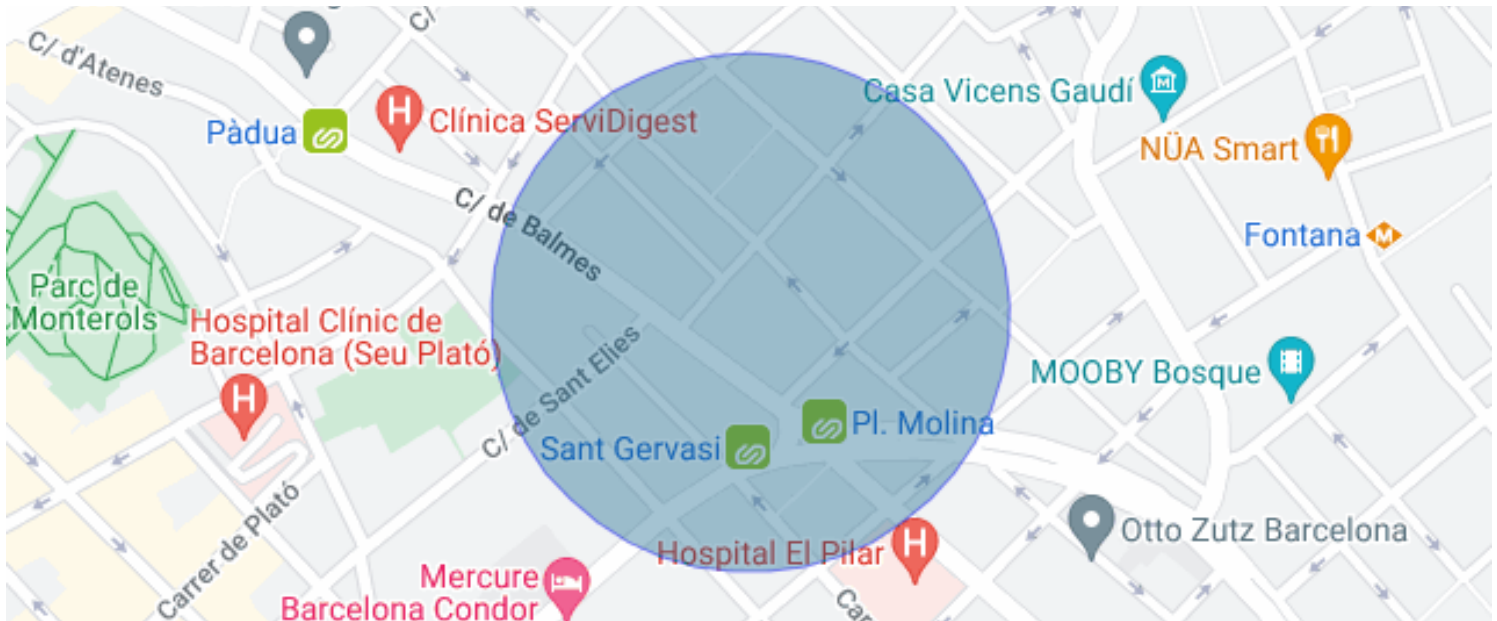 C/
C/ d'Atenes
Pàdua
Clínica ServiDigest
Casa Vicens Gaudí
NÜA Smart
C/ de Balmes
Fontana
Parc de
Monterols
Hospital Clínic de
Barcelona (Seu Plató)
C/ de Sant Elies
MOOBY Bosque
Sant Gervasi
Pl. Molina
Carrer de Plató
Otto Zutz Barcelona
Hospital El Pilar
Mercure
Barcelona Condor
Car